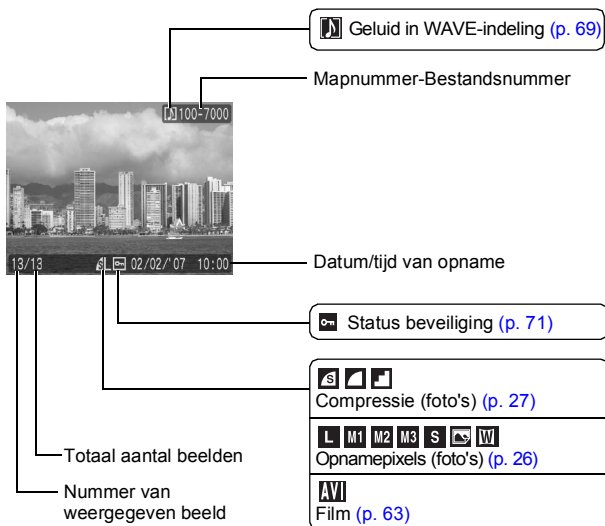 Geluid in WAVE-indeling (p. 69)
Mapnummer-Bestandsnummer
100-7000
13/13 S L 02/02/'07 10:00
Datum/tijd van opname
Status beveiliging (p. 71)
S
Compressie (foto's) (p. 27)
L M1 M2 M3 S W
Opnamepixels (foto's) (p. 26)
AVI
Film (p. 63)
Totaal aantal beelden
Nummer van
weergegeven beeld